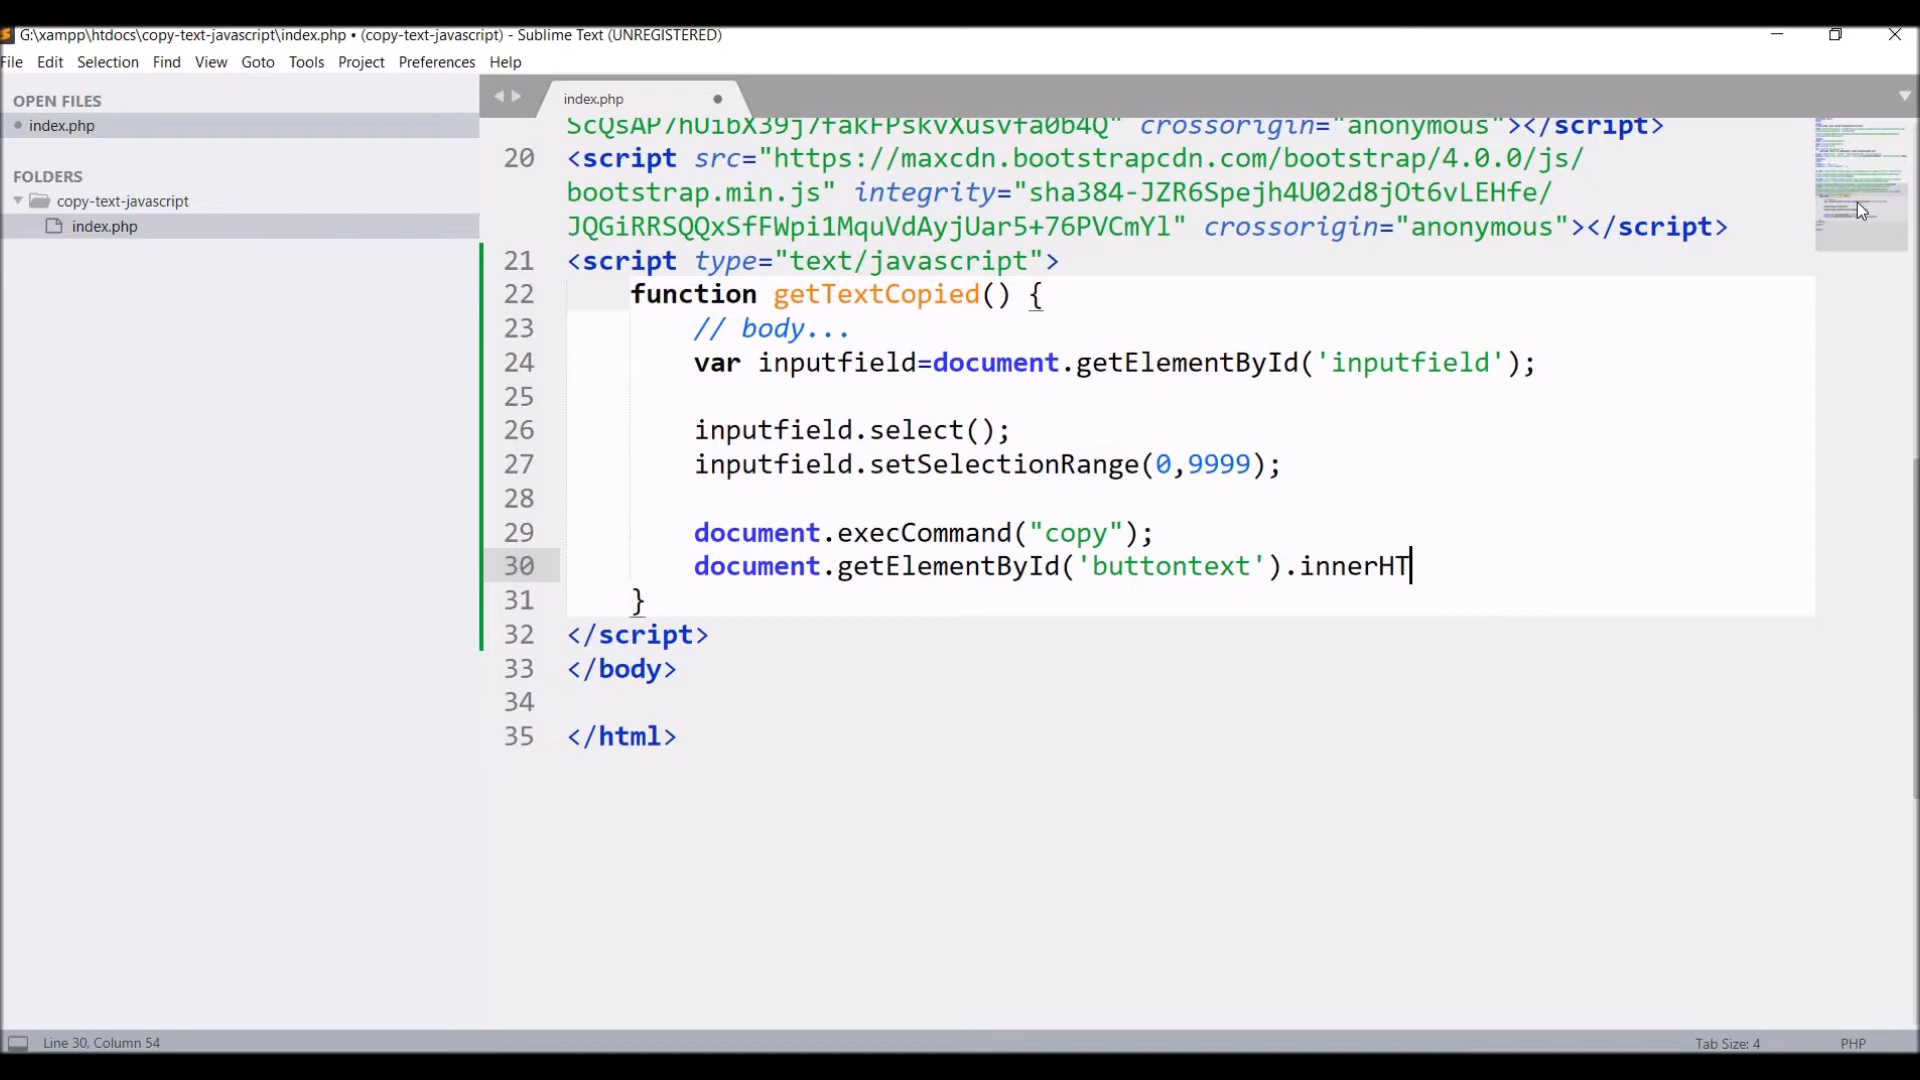 G:\xampp\htdocs\copy-text-javascript\index.php • (copy-text-javascript) - Sublime Text (UNREGISTERED)
File Edit Selection Find View Goto Tools Project Preferences Help
OPEN FILES
index.php
FOLDERS
copy-text-javascript
index.php
index.php
ScQsAP7hUibX39j7fakFPskvXusvfa0b4Q" crossorigin="anonymous"></script>
20 <script src="https://maxcdn.bootstrapcdn.com/bootstrap/4.0.0/js/
bootstrap.min.js" integrity="sha384-JZR6Spejh4U02d8jOt6vLEHfe/
JQGiRRSQQxSfFWpi1MquVdAyjUar5+76PVCmYl" crossorigin="anonymous"></script>
21 <script type="text/javascript">
22 function getTextCopied() {
23 // body...
24 var inputfield=document.getElementById('inputfield');
25
26 inputfield.select();
27 inputfield.setSelectionRange(0,9999);
28
29 document.execCommand("copy");
30 document.getElementById('buttontext').innerHT
31 }
32 </script>
33 </body>
34
35 </html>
Line 30, Column 54
Tab Size: 4
PHP